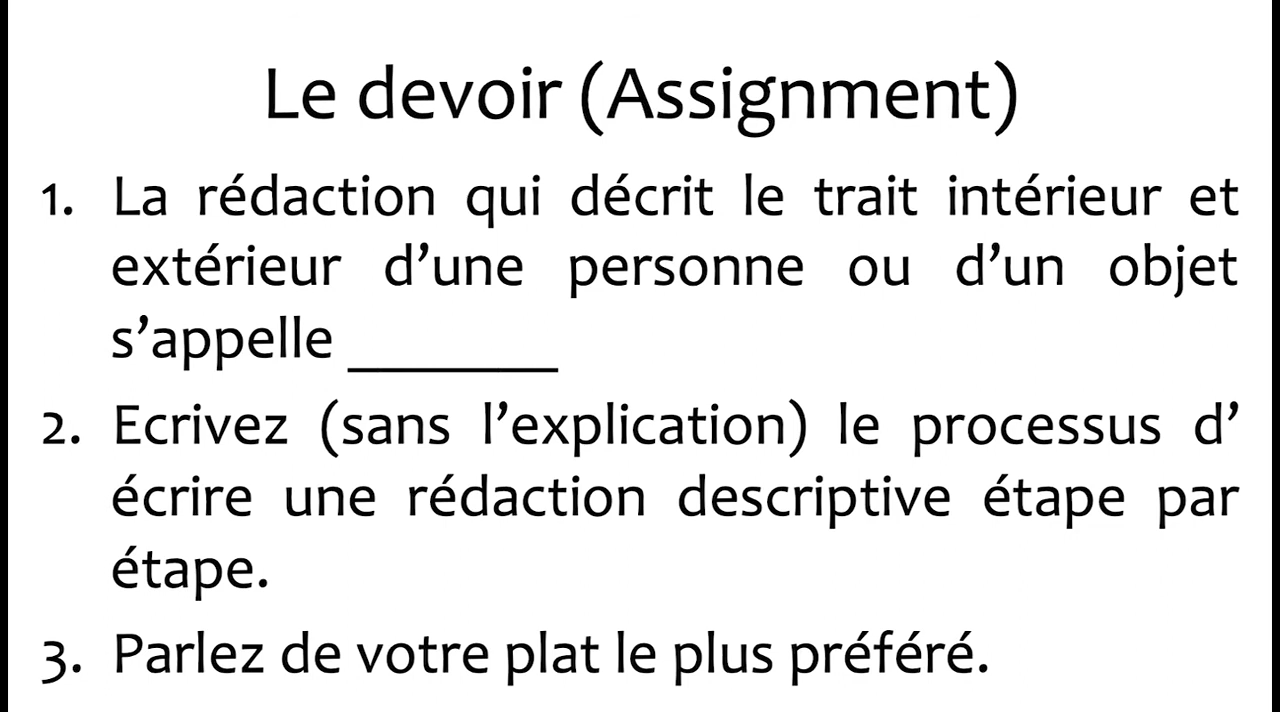 Le devoir (Assignment)
1. La rédaction qui décrit le trait intérieur et
extérieur d’une personne ou d’un objet
s’appelle _______
2. Ecrivez (sans l’explication) le processus d’
écrire une rédaction descriptive étape par
étape.
3. Parlez de votre plat le plus préféré.